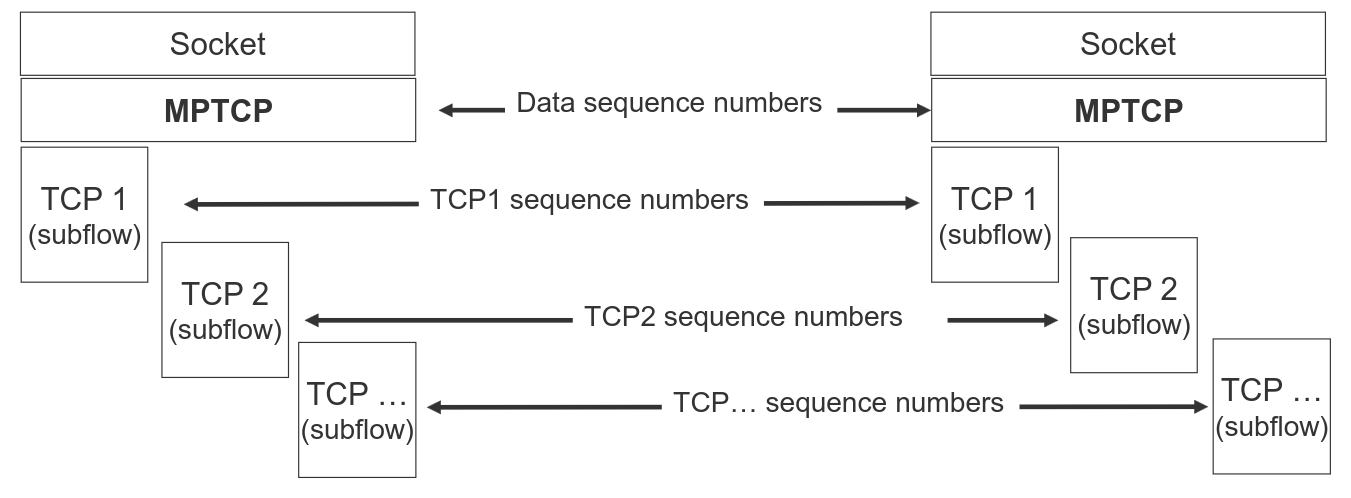 Socket
Socket
MPTCP
Data sequence numbers
MPTCP
TCP 1
(subflow)
TCP1 sequence numbers
TCP 1
(subflow)
TCP 2
(subflow)
TCP2 sequence numbers
TCP 2
(subflow)
TCP …
(subflow)
TCP… sequence numbers
TCP …
(subflow)